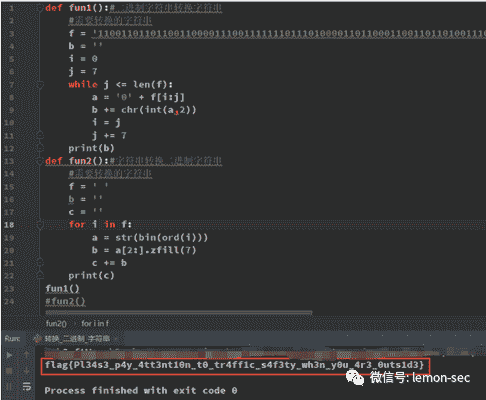 1 def fun1():#二进制字符串转换字符串
2 #需要转换的字符串
3 f = '1100110110110011000011100111111101110100001101100011001101101001110
4 b = ''
5 i = 0
6 j = 7
7 while j <= len(f):
8 a = '0' + f[i:j]
9 b += chr(int(a,2))
10 i = j
11 j += 7
12 print(b)
13 def fun2():#字符串转换二进制字符串
14 #需要转换的字符串
15 f = ' '
16 b = ''
17 c = ''
18 for i in f:
19 a = str(bin(ord(i)))
20 b = a[2:].zfill(7)
21 c += b
22 print(c)
23 fun1()
24 #fun2()
fun2() › for i in f
Run: 转换_二进制_字符 ×
flag{Pl34s3_p4y_4tt3nt10n_t0_tr4ff1c_s4f3ty_wh3n_y0u_4r3_0uts1d3}
Process finished with exit code 0
微信号: lemon-sec